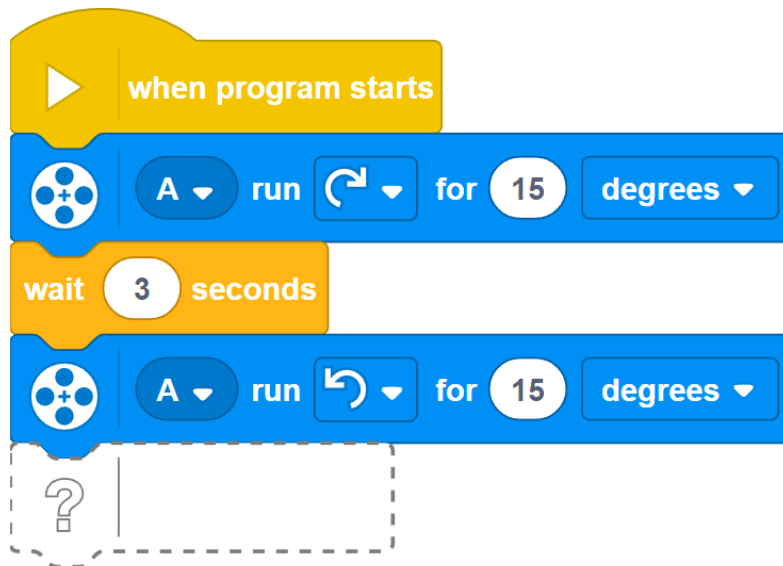 when program starts
A run for 15 degrees
wait 3 seconds
A run for 15 degrees
?